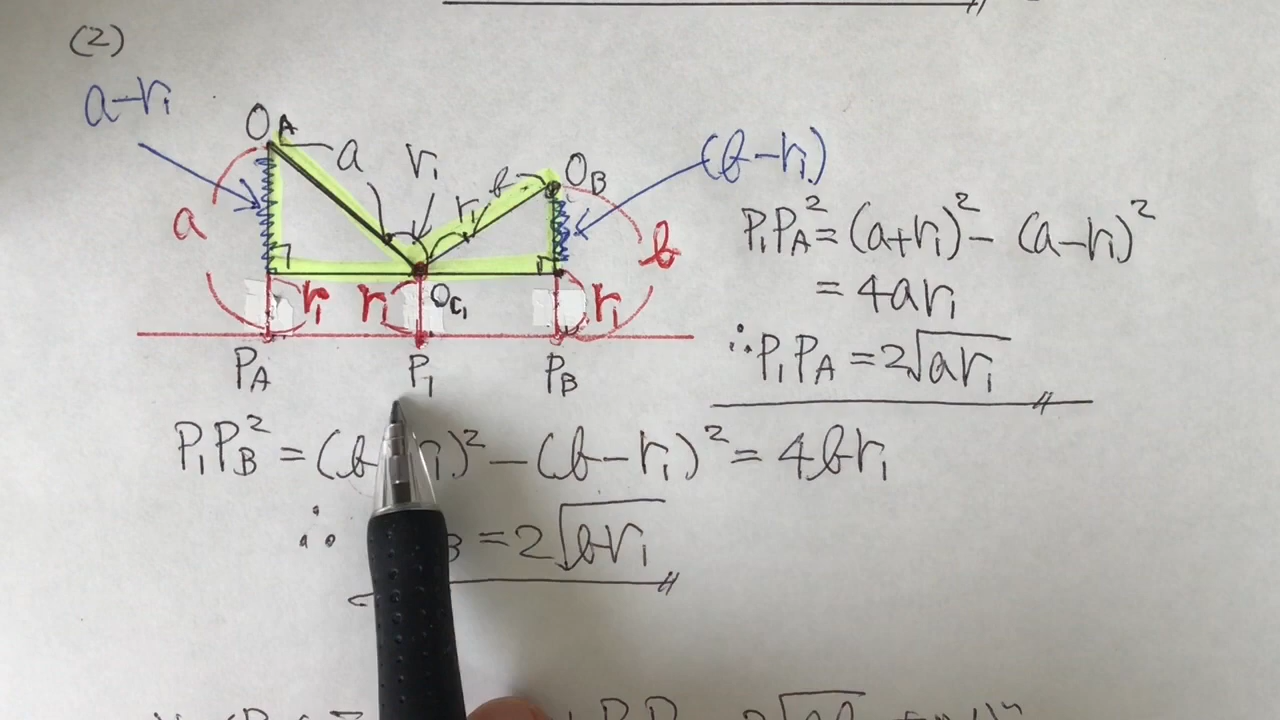 (2)
a-r₁
O_A
a
r₁
r₁
b
O_B
(b-r₁)
a
b
r₁
r₁
O_C₁
r₁
P_A
P₁
P_B
P₁P_A² = (a+r₁)² - (a-r₁)²
= 4ar₁
∴P₁P_A = 2√ar₁
P₁P_B² = (b r₁)² - (b-r₁)² = 4br₁
∴ B = 2√br₁